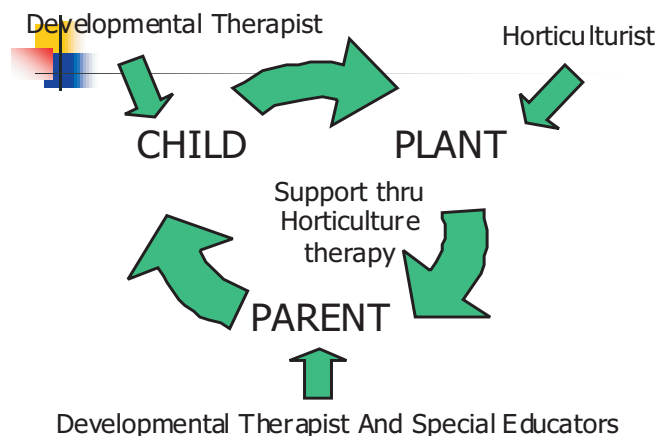 Developmental Therapist
Horticulturist
CHILD
PLANT
Support thru
Horticulture
therapy
PARENT
Developmental Therapist And Special Educators